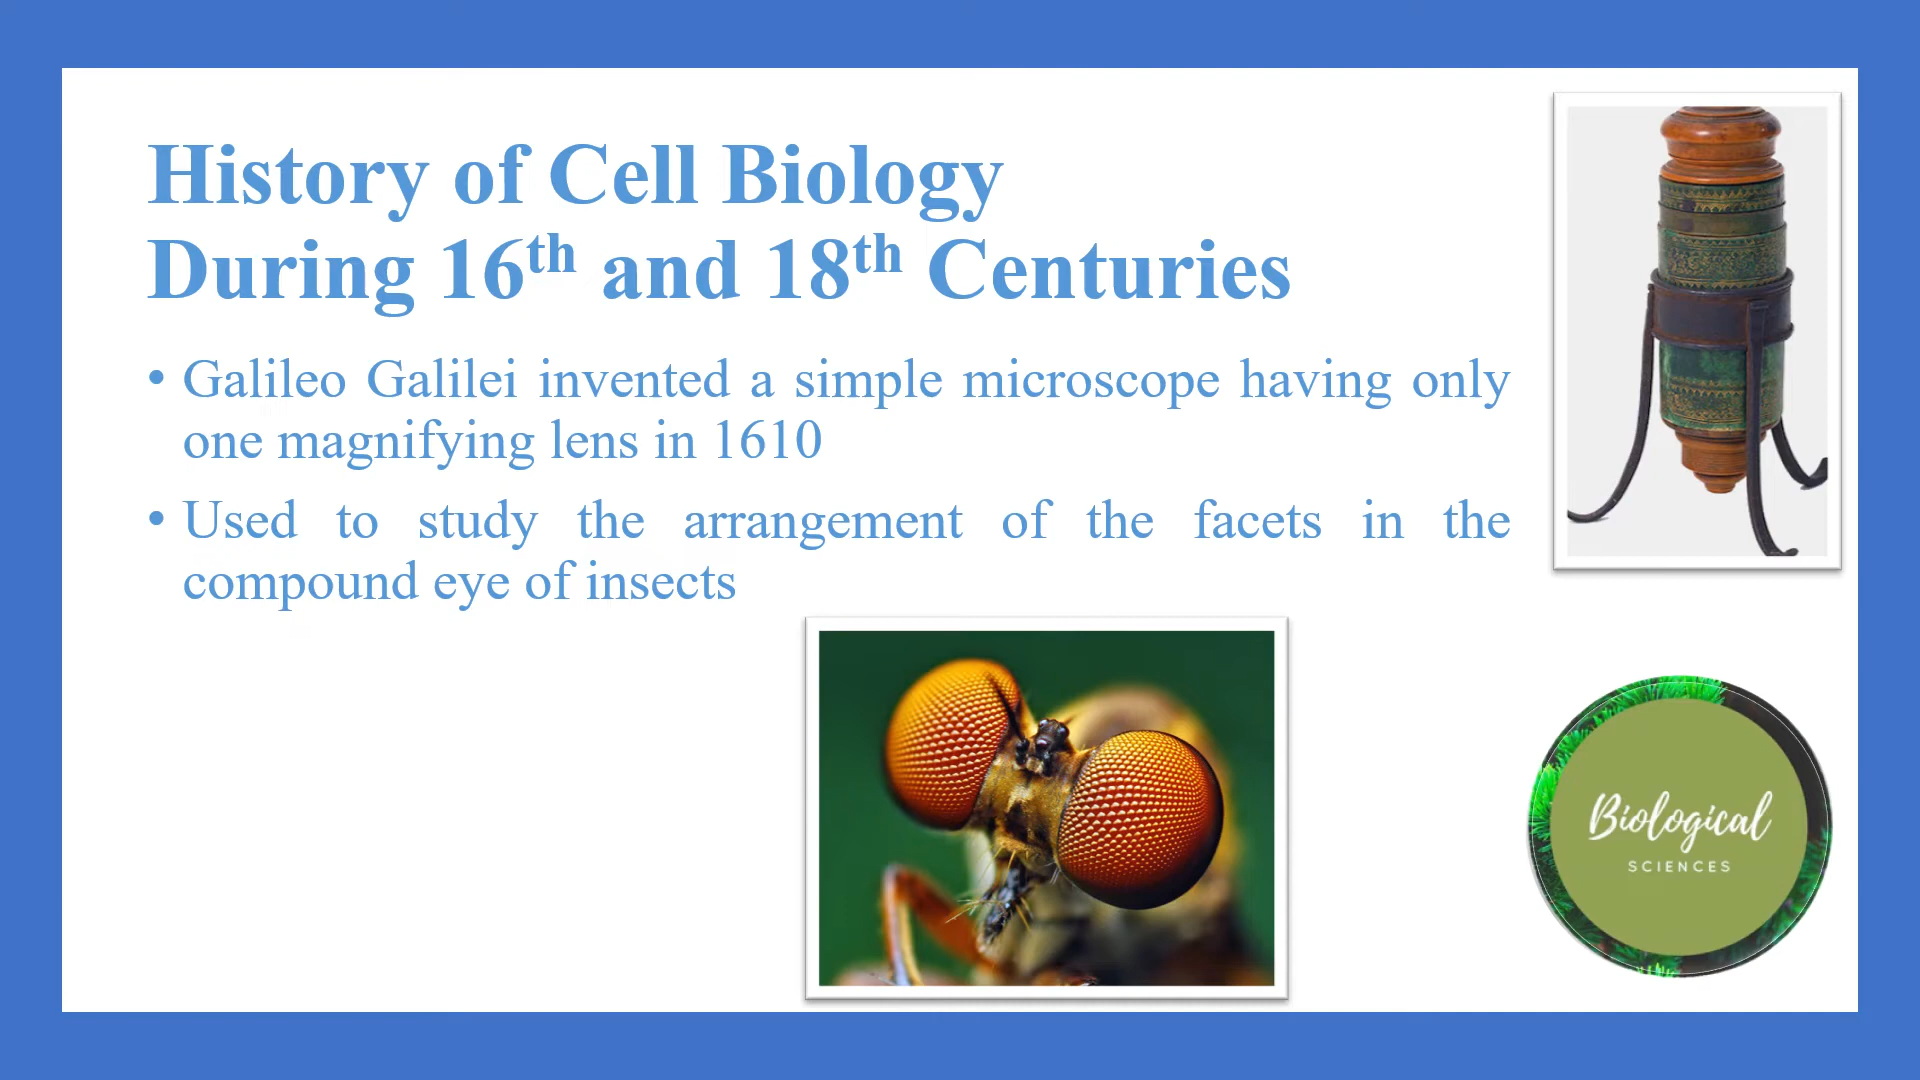 History of Cell Biology
During 16th and 18th Centuries
• Galileo Galilei invented a simple microscope having only
one magnifying lens in 1610
• Used to study the arrangement of the facets in the
compound eye of insects
Biological
SCIENCES